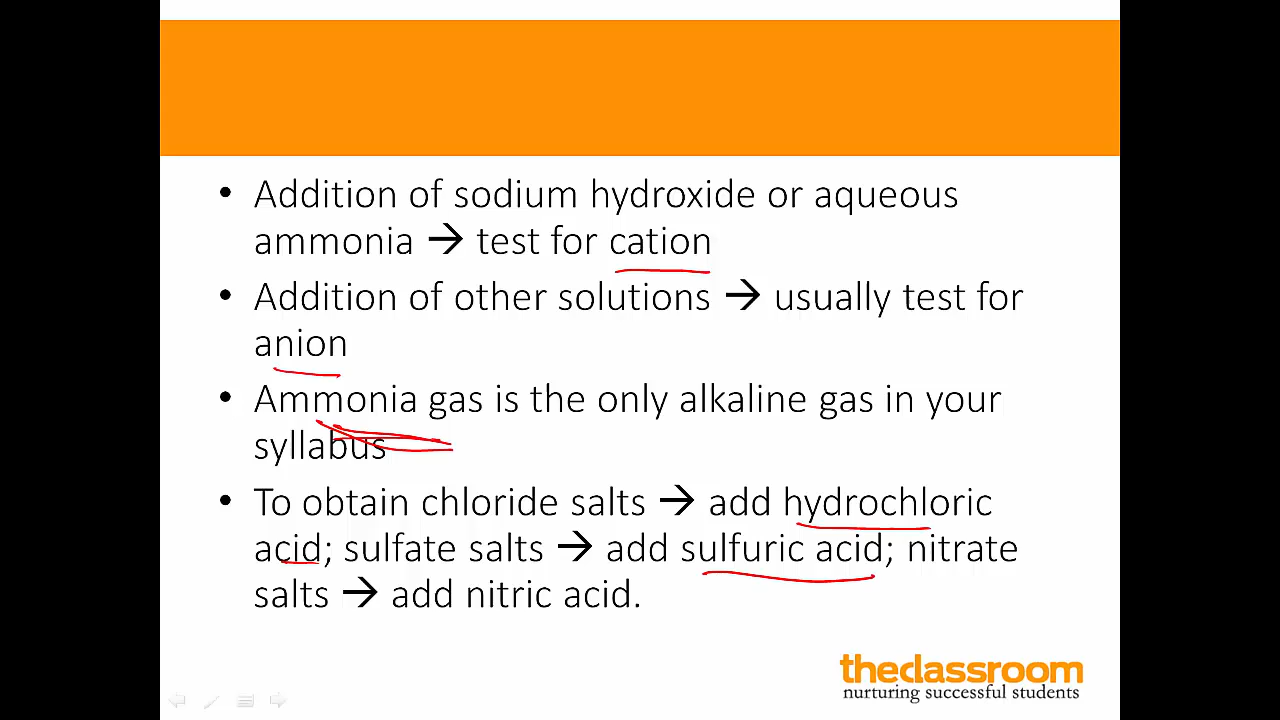 • Addition of sodium hydroxide or aqueous
ammonia → test for cation
• Addition of other solutions → usually test for
anion
• Ammonia gas is the only alkaline gas in your
syllabus
• To obtain chloride salts → add hydrochloric
acid; sulfate salts → add sulfuric acid; nitrate
salts → add nitric acid.
theclassroom
nurturing successful students